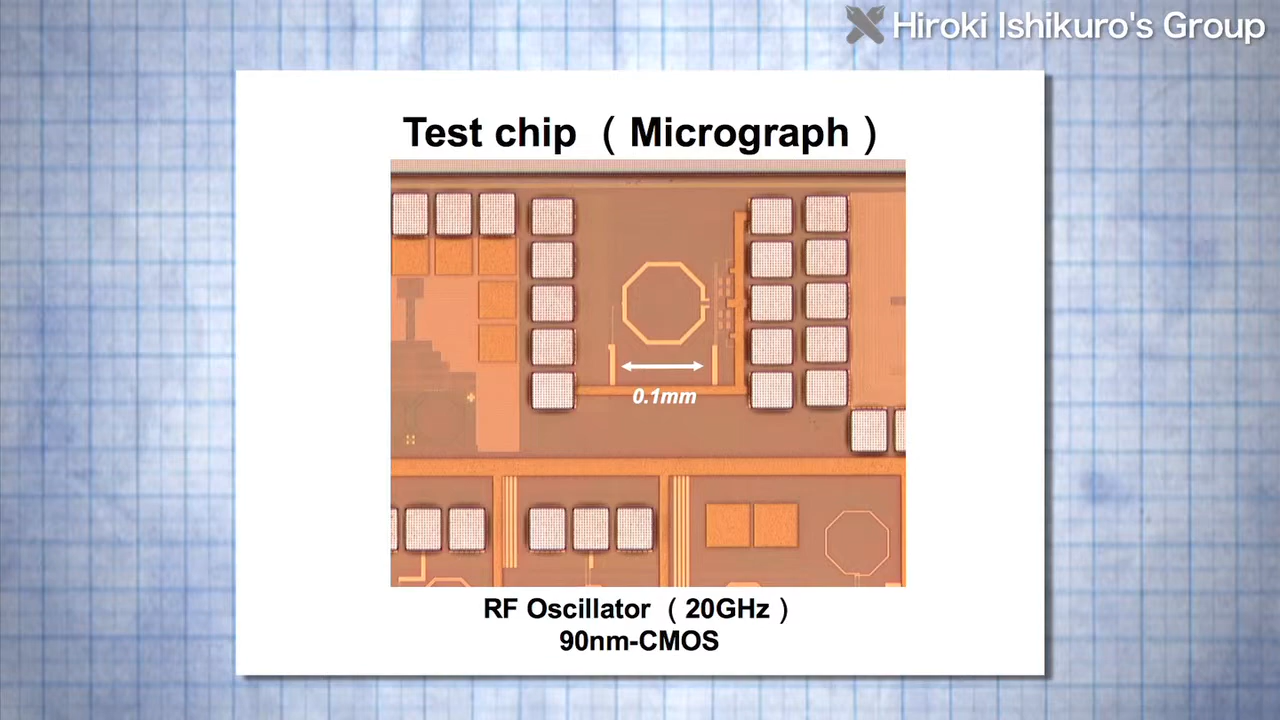 Hiroki Ishikuro's Group
Test chip （ Micrograph ）
0.1mm
RF Oscillator （ 20GHz ）
90nm-CMOS